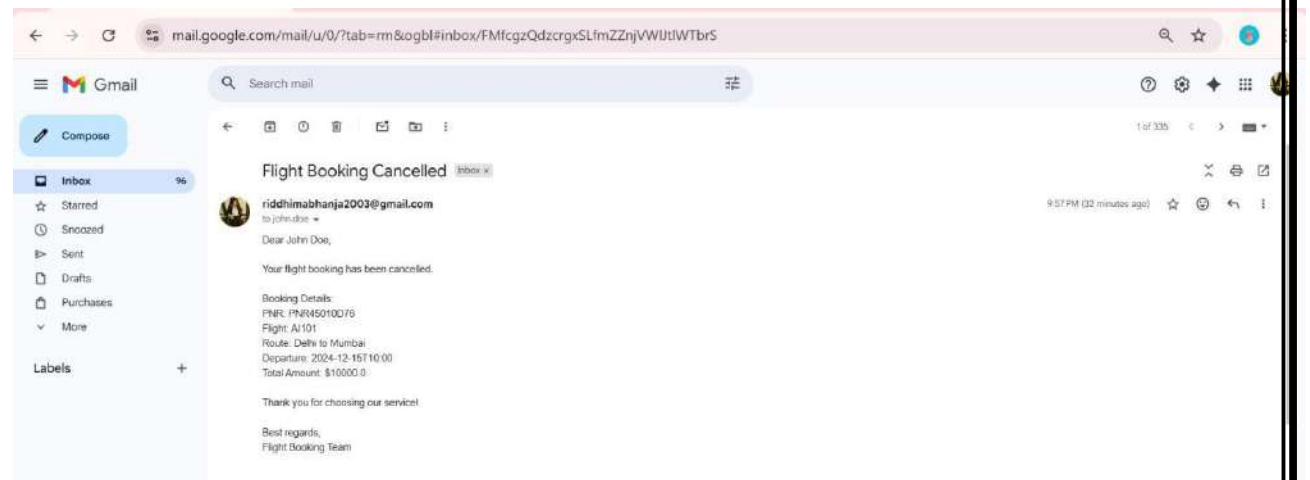 mail.google.com/mail/u/0/?tab=rm&ogbl#inbox/FMfcgzQdzcrgxSLfmZZnjVWlJtlWTbrS
Gmail
Search mail
Compose
1 of 335
Inbox 96
Starred
Snoozed
Sent
Drafts
Purchases
More
Labels +
Flight Booking Cancelled Inbox x
riddhimabhanja2003@gmail.com
9:57 PM (32 minutes ago)
to john.doe
Dear John Doe,
Your flight booking has been cancelled.
Booking Details:
PNR: PNR45010D76
Flight: AI101
Route: Delhi to Mumbai
Departure: 2024-12-15T10:00
Total Amount: $10000.0
Thank you for choosing our service!
Best regards,
Flight Booking Team